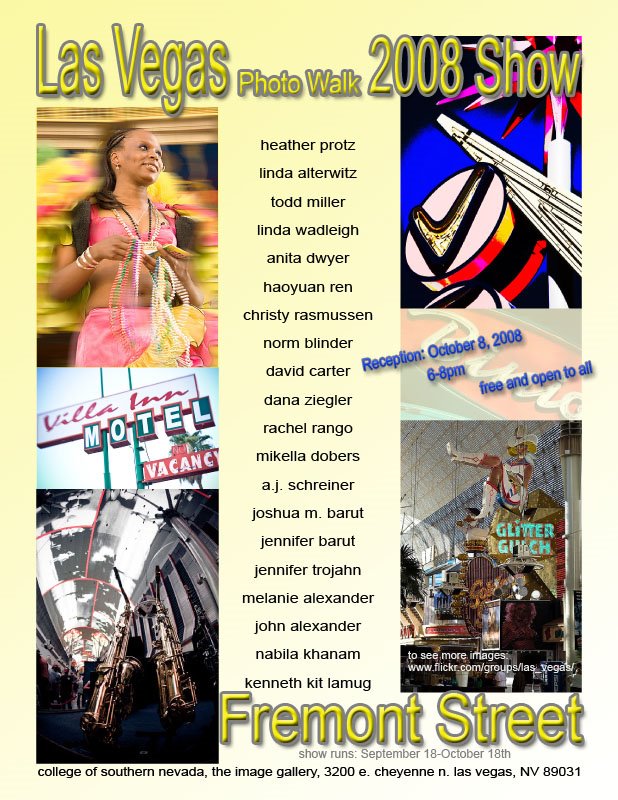 Las Vegas Photo Walk 2008 Show
heather protz
linda alterwitz
todd miller
linda wadleigh
anita dwyer
haoyuan ren
christy rasmussen
norm blinder
david carter
dana ziegler
rachel rango
mikella dobers
a.j. schreiner
joshua m. barut
jennifer barut
jennifer trojahn
melanie alexander
john alexander
nabila khanam
kenneth kit lamug
Villa Inn
MOTEL
NO
VACANCY
Reception: October 8, 2008
6-8pm
free and open to all
GLITTER
GULCH
to see more images:
www.flickr.com/groups/las_vegas/
Fremont Street
show runs: September 18-October 18th
college of southern nevada, the image gallery, 3200 e. cheyenne n. las vegas, NV 89031